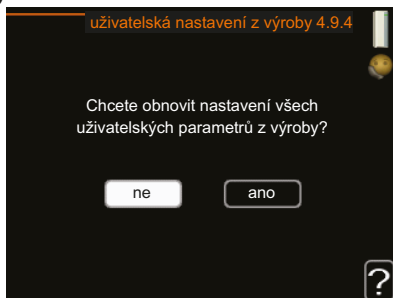 uživatelská nastavení z výroby 4.9.4
Chcete obnovit nastavení všech
uživatelských parametrů z výroby?
ne
ano
?